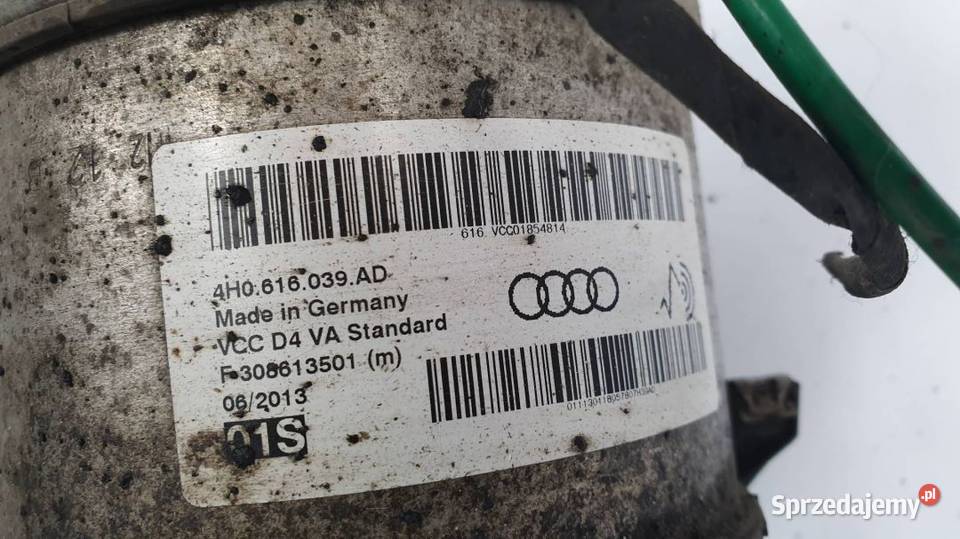 616. VCC01854814
4H0.616.039.AD
Made in Germany
VCC D4 VA Standard
F-308613501 (m)
06/2013
01S
Sprzedajemy.pl